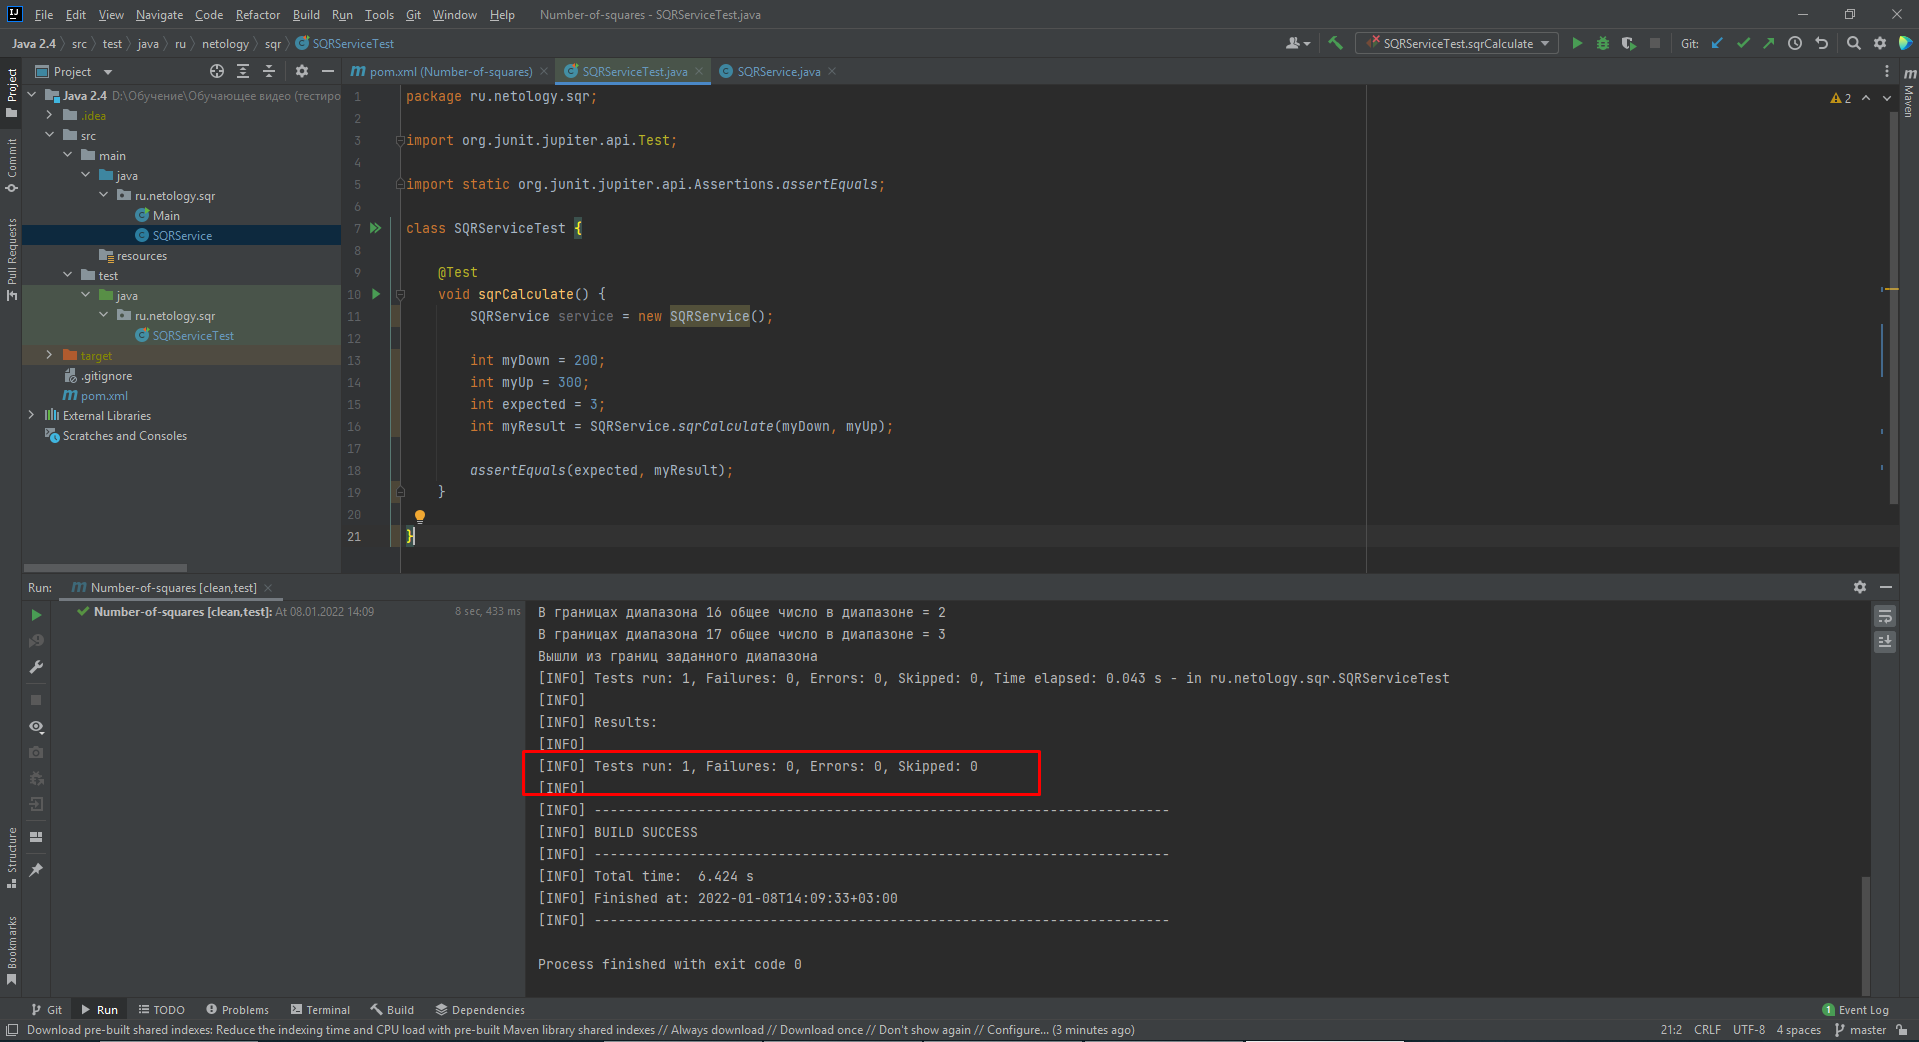 File Edit View Navigate Code Refactor Build Run Tools Git Window Help Number-of-squares - SQRServiceTest.java
Java 2.4 src test java ru netology sqr SQRServiceTest
SQRServiceTest.sqrCalculate
Git:
Project
pom.xml (Number-of-squares)
SQRServiceTest.java
SQRService.java
Project
Commit
Pull Requests
Structure
Bookmarks
Maven
Java 2.4 D:\Обучение\Обучающее видео (тестиро
.idea
src
main
java
ru.netology.sqr
Main
SQRService
resources
test
java
ru.netology.sqr
SQRServiceTest
target
.gitignore
pom.xml
External Libraries
Scratches and Consoles
2
1 package ru.netology.sqr;
2
3 import org.junit.jupiter.api.Test;
4
5 import static org.junit.jupiter.api.Assertions.assertEquals;
6
7 class SQRServiceTest {
8
9 @Test
10 void sqrCalculate() {
11 SQRService service = new SQRService();
12
13 int myDown = 200;
14 int myUp = 300;
15 int expected = 3;
16 int myResult = SQRService.sqrCalculate(myDown, myUp);
17
18 assertEquals(expected, myResult);
19 }
20
21 }
Run: Number-of-squares [clean,test]
Number-of-squares [clean,test]: At 08.01.2022 14:09 8 sec, 433 ms
В границах диапазона 16 общее число в диапазоне = 2
В границах диапазона 17 общее число в диапазоне = 3
Вышли из границ заданного диапазона
[INFO] Tests run: 1, Failures: 0, Errors: 0, Skipped: 0, Time elapsed: 0.043 s - in ru.netology.sqr.SQRServiceTest
[INFO]
[INFO] Results:
[INFO]
[INFO] Tests run: 1, Failures: 0, Errors: 0, Skipped: 0
[INFO]
[INFO] ------------------------------------------------------------------------
[INFO] BUILD SUCCESS
[INFO] ------------------------------------------------------------------------
[INFO] Total time:  6.424 s
[INFO] Finished at: 2022-01-08T14:09:33+03:00
[INFO] ------------------------------------------------------------------------
Process finished with exit code 0
Git Run TODO Problems Terminal Build Dependencies 1 Event Log
Download pre-built shared indexes: Reduce the indexing time and CPU load with pre-built Maven library shared indexes // Always download // Download once // Don't show again // Configure... (3 minutes ago) 21:2 CRLF UTF-8 4 spaces master